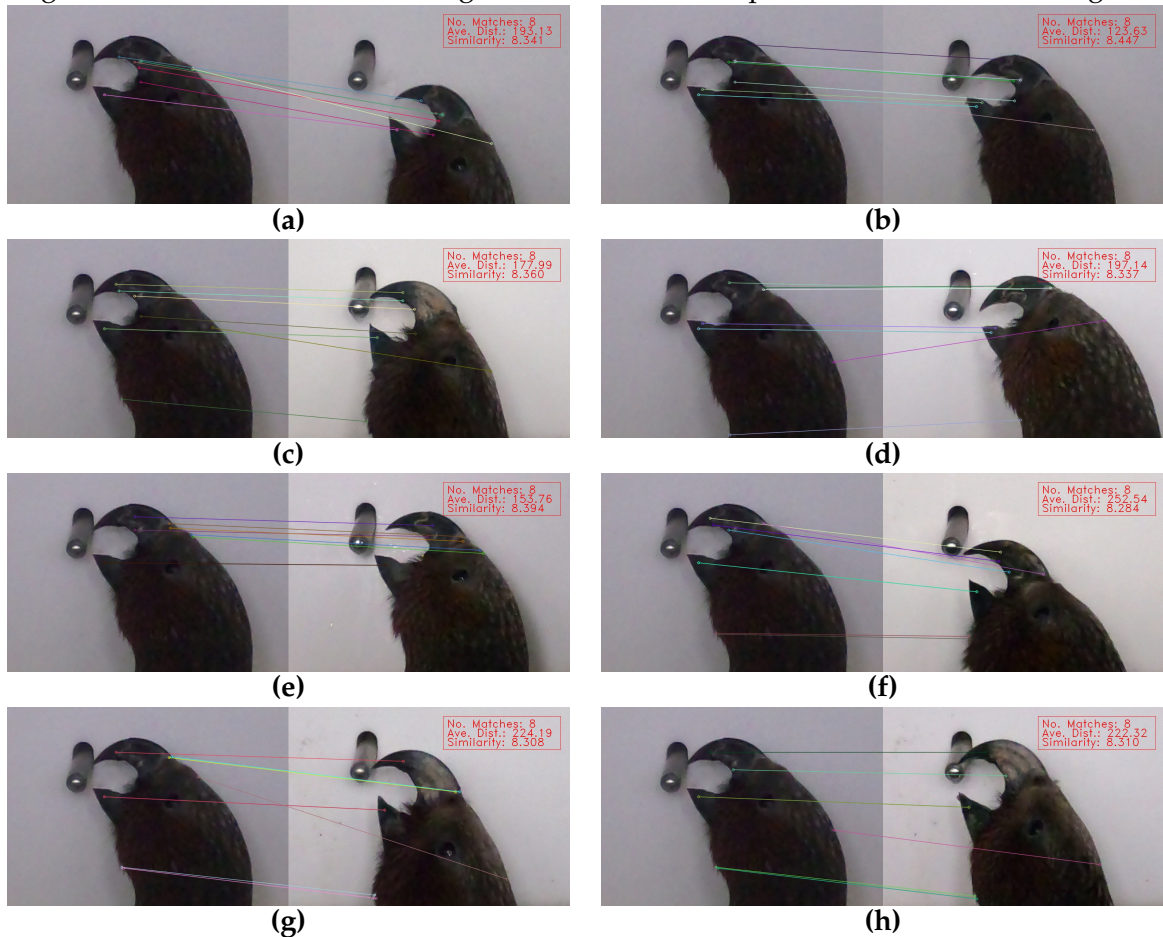 No. Matches: 8
Ave. Dist.: 193.13
Similarity: 8.341
No. Matches: 8
Ave. Dist.: 123.63
Similarity: 8.447
(a)
(b)
No. Matches: 8
Ave. Dist.: 177.99
Similarity: 8.360
No. Matches: 8
Ave. Dist.: 197.14
Similarity: 8.337
(c)
(d)
No. Matches: 8
Ave. Dist.: 153.76
Similarity: 8.394
No. Matches: 8
Ave. Dist.: 252.54
Similarity: 8.284
(e)
(f)
No. Matches: 8
Ave. Dist.: 224.19
Similarity: 8.308
No. Matches: 8
Ave. Dist.: 222.32
Similarity: 8.310
(g)
(h)